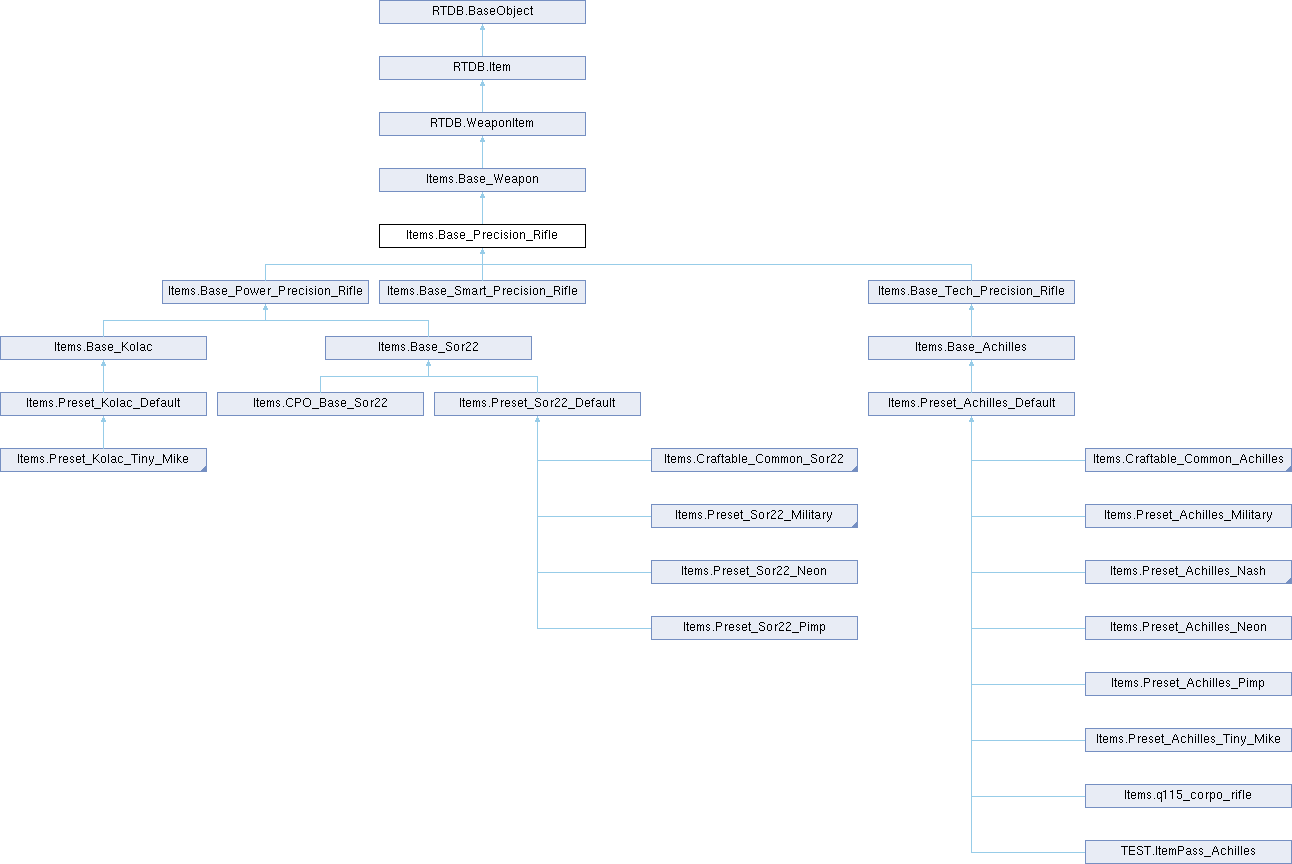 RTDB.BaseObject
RTDB.Item
RTDB.WeaponItem
Items.Base_Weapon
Items.Base_Precision_Rifle
Items.Base_Power_Precision_Rifle
Items.Base_Smart_Precision_Rifle
Items.Base_Tech_Precision_Rifle
Items.Base_Kolac
Items.Base_Sor22
Items.Base_Achilles
Items.Preset_Kolac_Default
Items.CPO_Base_Sor22
Items.Preset_Sor22_Default
Items.Preset_Achilles_Default
Items.Preset_Kolac_Tiny_Mike
Items.Craftable_Common_Sor22
Items.Craftable_Common_Achilles
Items.Preset_Sor22_Military
Items.Preset_Achilles_Military
Items.Preset_Sor22_Neon
Items.Preset_Achilles_Nash
Items.Preset_Sor22_Pimp
Items.Preset_Achilles_Neon
Items.Preset_Achilles_Pimp
Items.Preset_Achilles_Tiny_Mike
Items.q115_corpo_rifle
TEST.ItemPass_Achilles